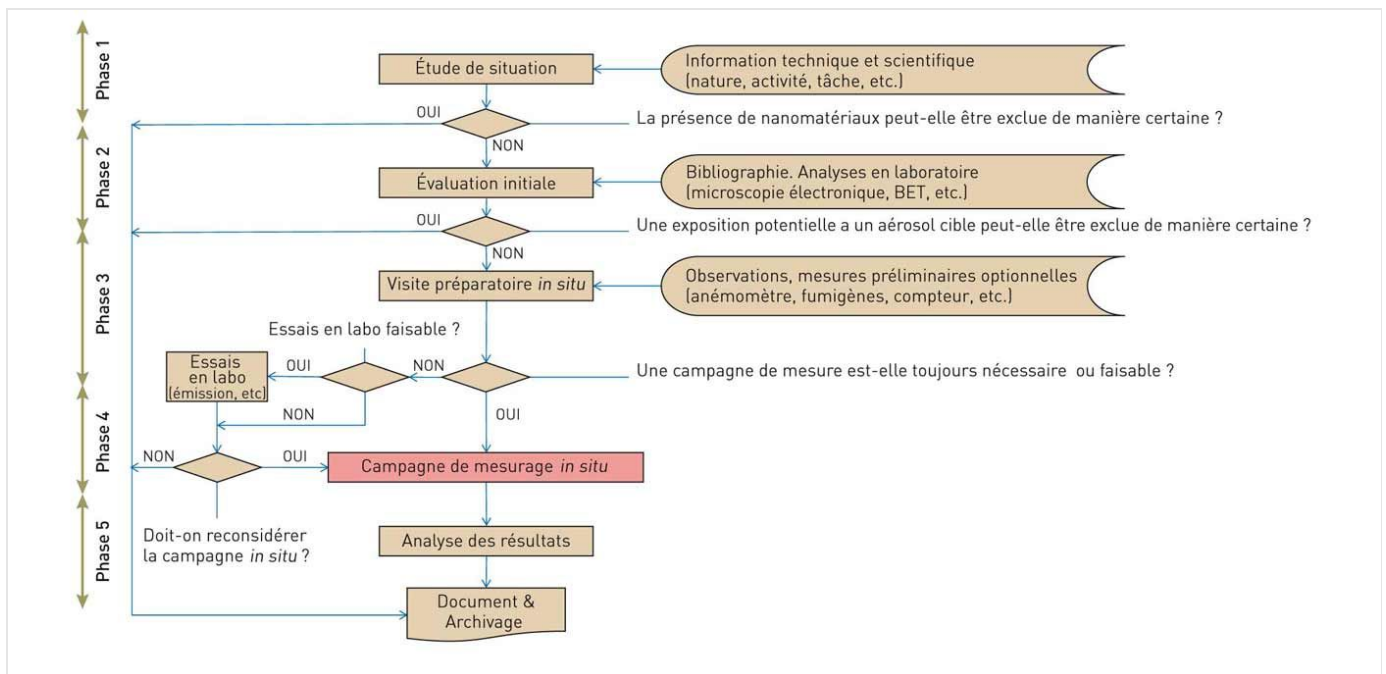 Phase 1
Étude de situation
Information technique et scientifique
(nature, activité, tâche, etc.)
OUI
La présence de nanomatériaux peut-elle être exclue de manière certaine ?
NON
Phase 2
Évaluation initiale
Bibliographie. Analyses en laboratoire
(microscopie électronique, BET, etc.)
OUI
Une exposition potentielle a un aérosol cible peut-elle être exclue de manière certaine ?
NON
Phase 3
Visite préparatoire in situ
Observations, mesures préliminaires optionnelles
(anémomètre, fumigènes, compteur, etc.)
Essais en labo faisable ?
Essais
en labo
(émission, etc)
OUI
NON
Une campagne de mesure est-elle toujours nécessaire ou faisable ?
NON
OUI
Phase 4
NON
OUI
Campagne de mesurage in situ
Doit-on reconsidérer
la campagne in situ ?
Phase 5
Analyse des résultats
Document &
Archivage